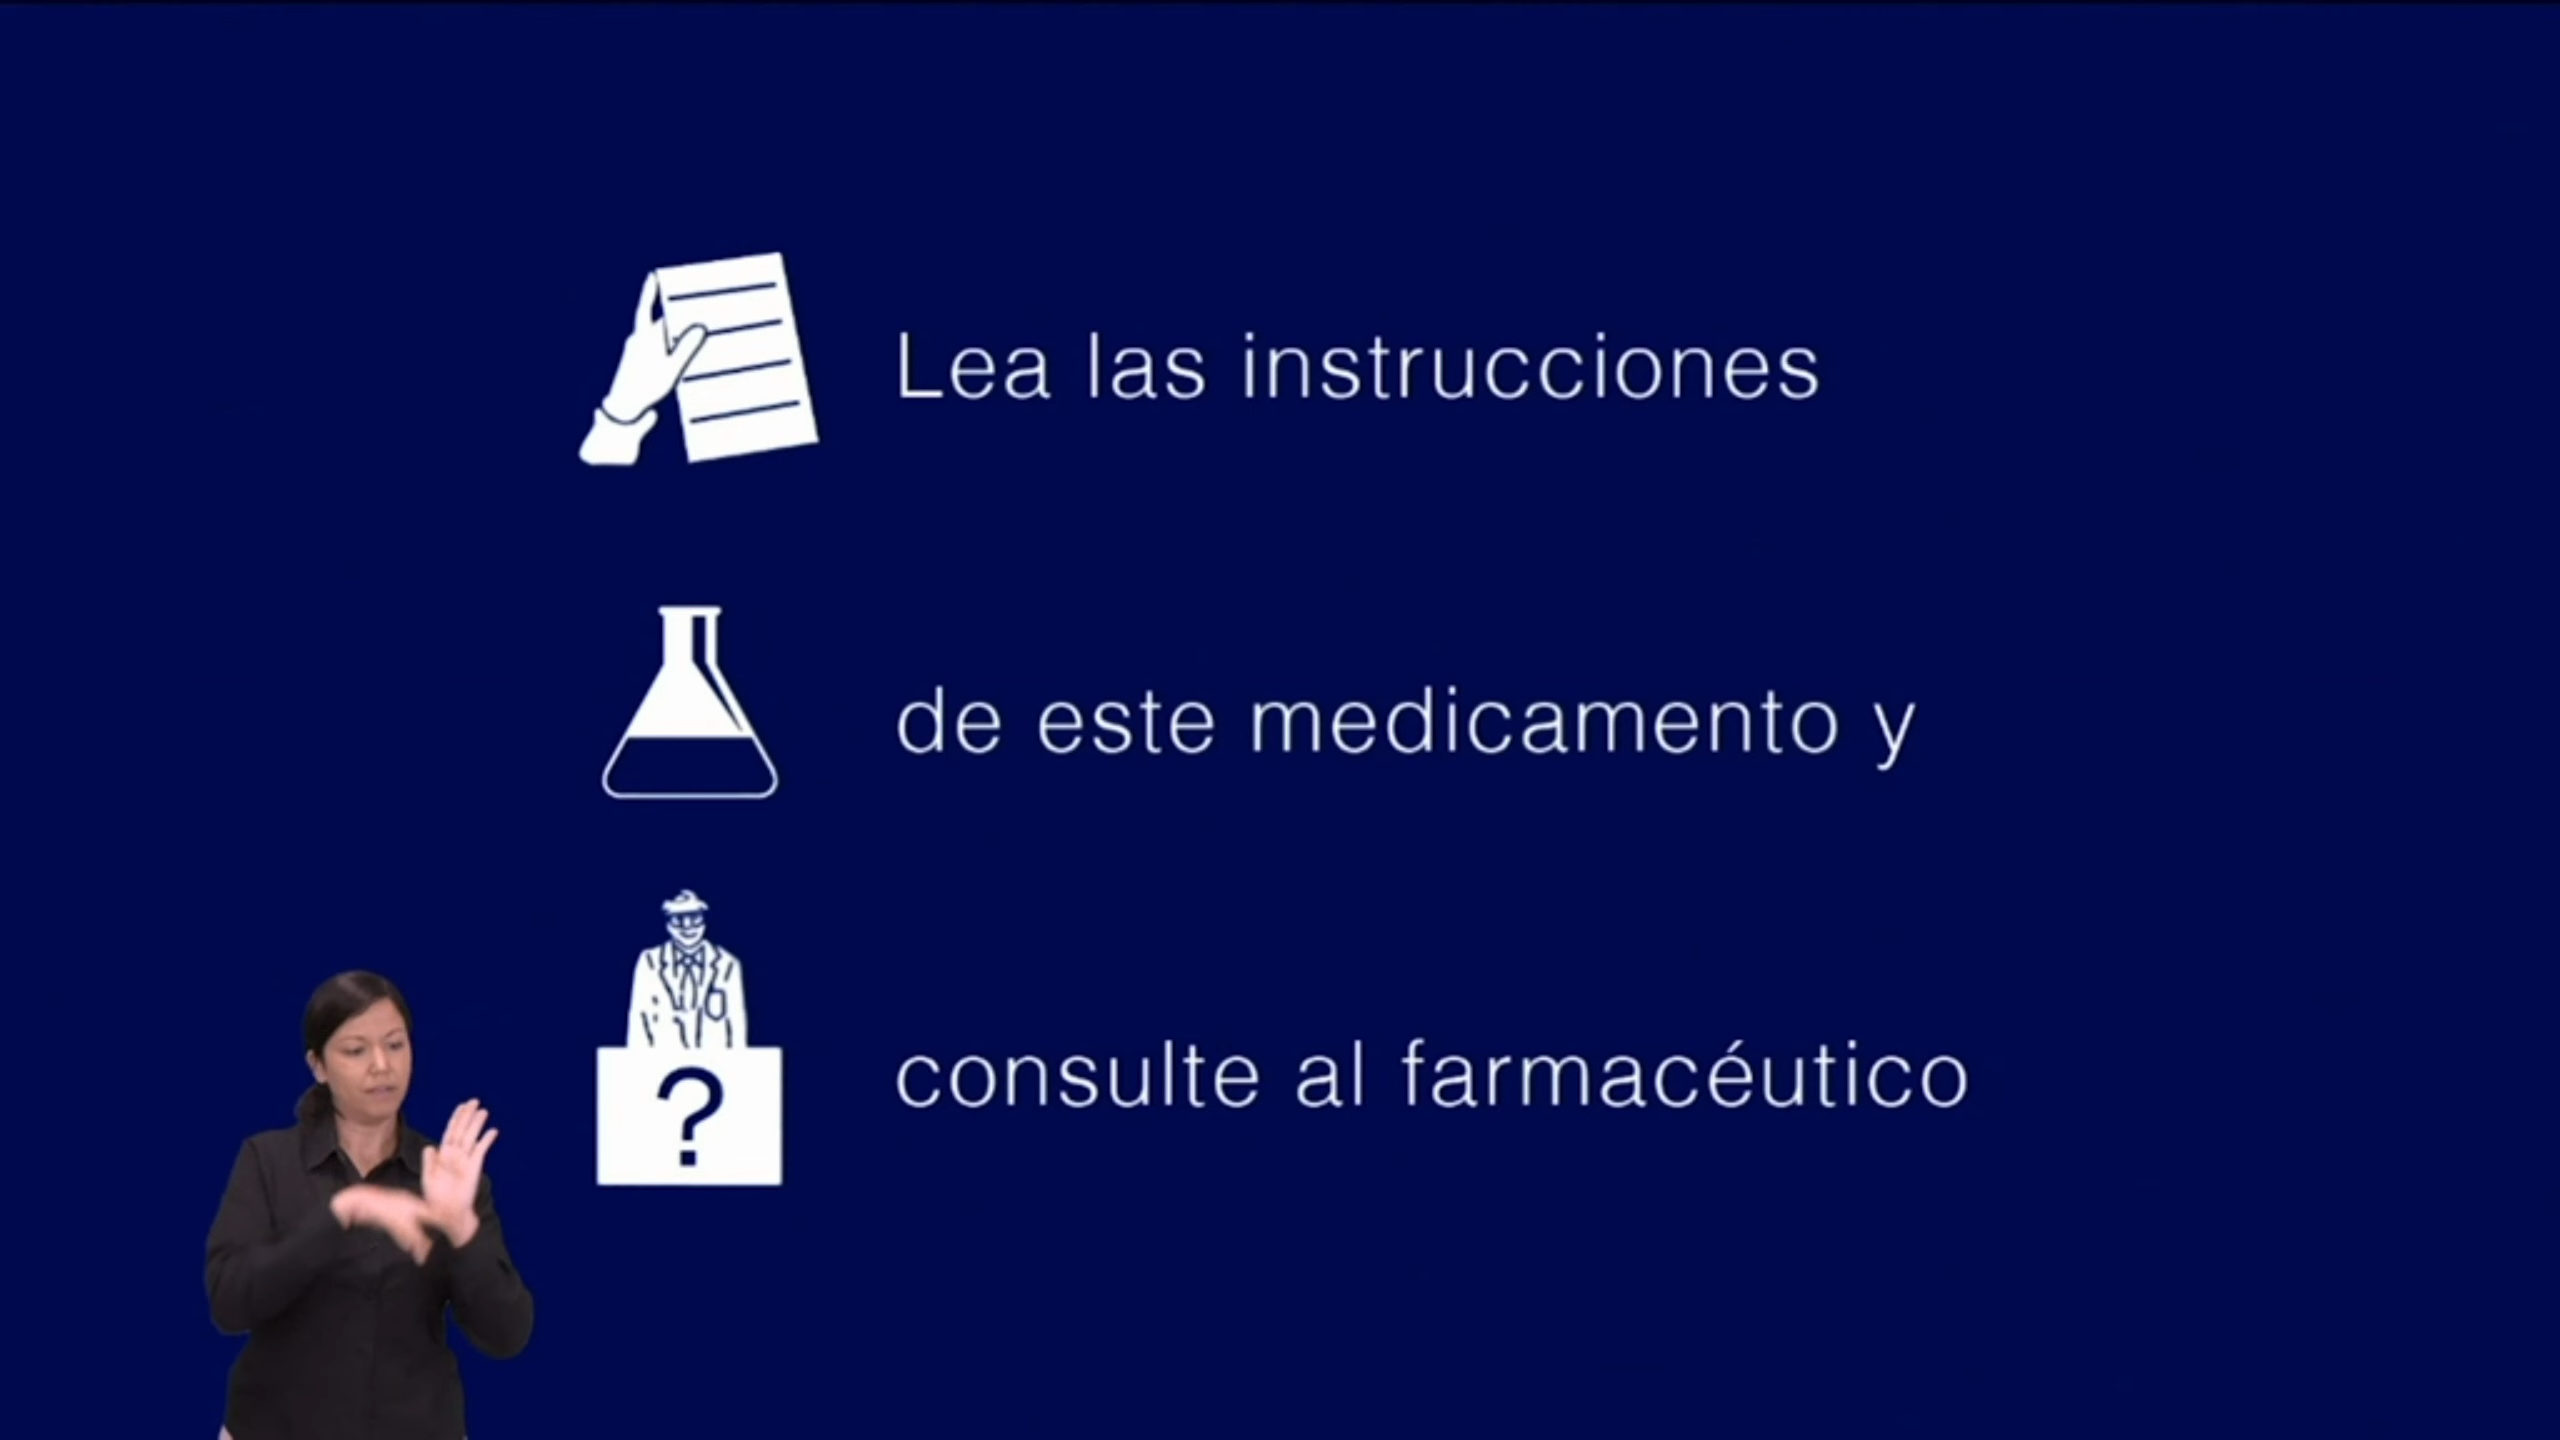 Lea las instrucciones
de este medicamento y
consulte al farmacéutico
?